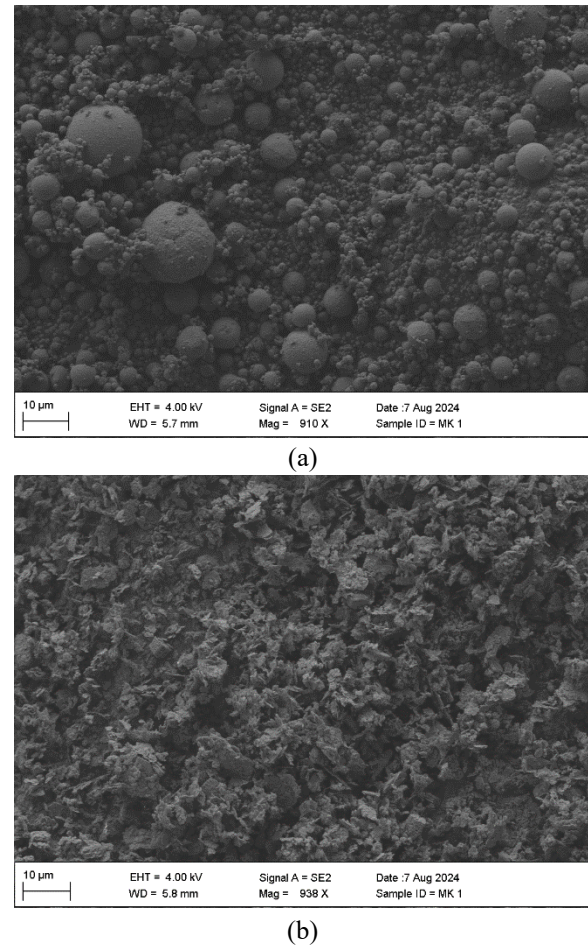 10 µm EHT = 4.00 kV Signal A = SE2 Date :7 Aug 2024
WD = 5.7 mm Mag = 910 X Sample ID = MK 1
(a)
10 µm EHT = 4.00 kV Signal A = SE2 Date :7 Aug 2024
WD = 5.8 mm Mag = 938 X Sample ID = MK 1
(b)